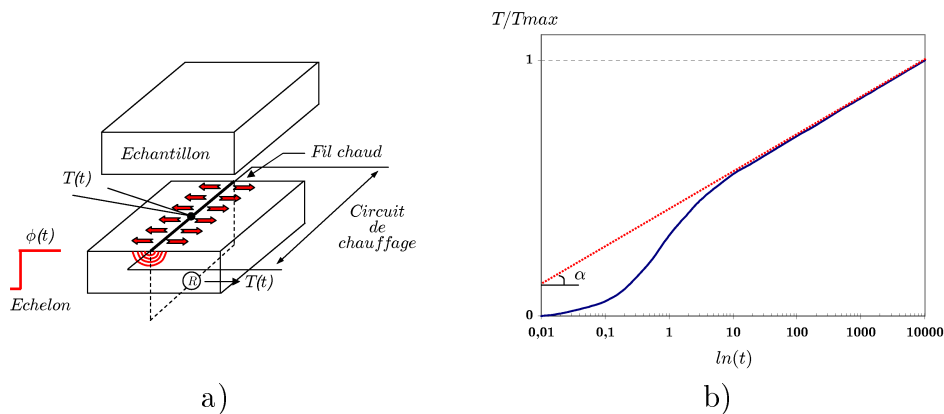 Echantillon
Fil chaud
T(t)
Circuit
de
chauffage
ϕ(t)
R
T(t)
Echelon
a)
T/Tmax
1
α
0
0,01 0,1 1 10 100 1000 10000
ln(t)
b)